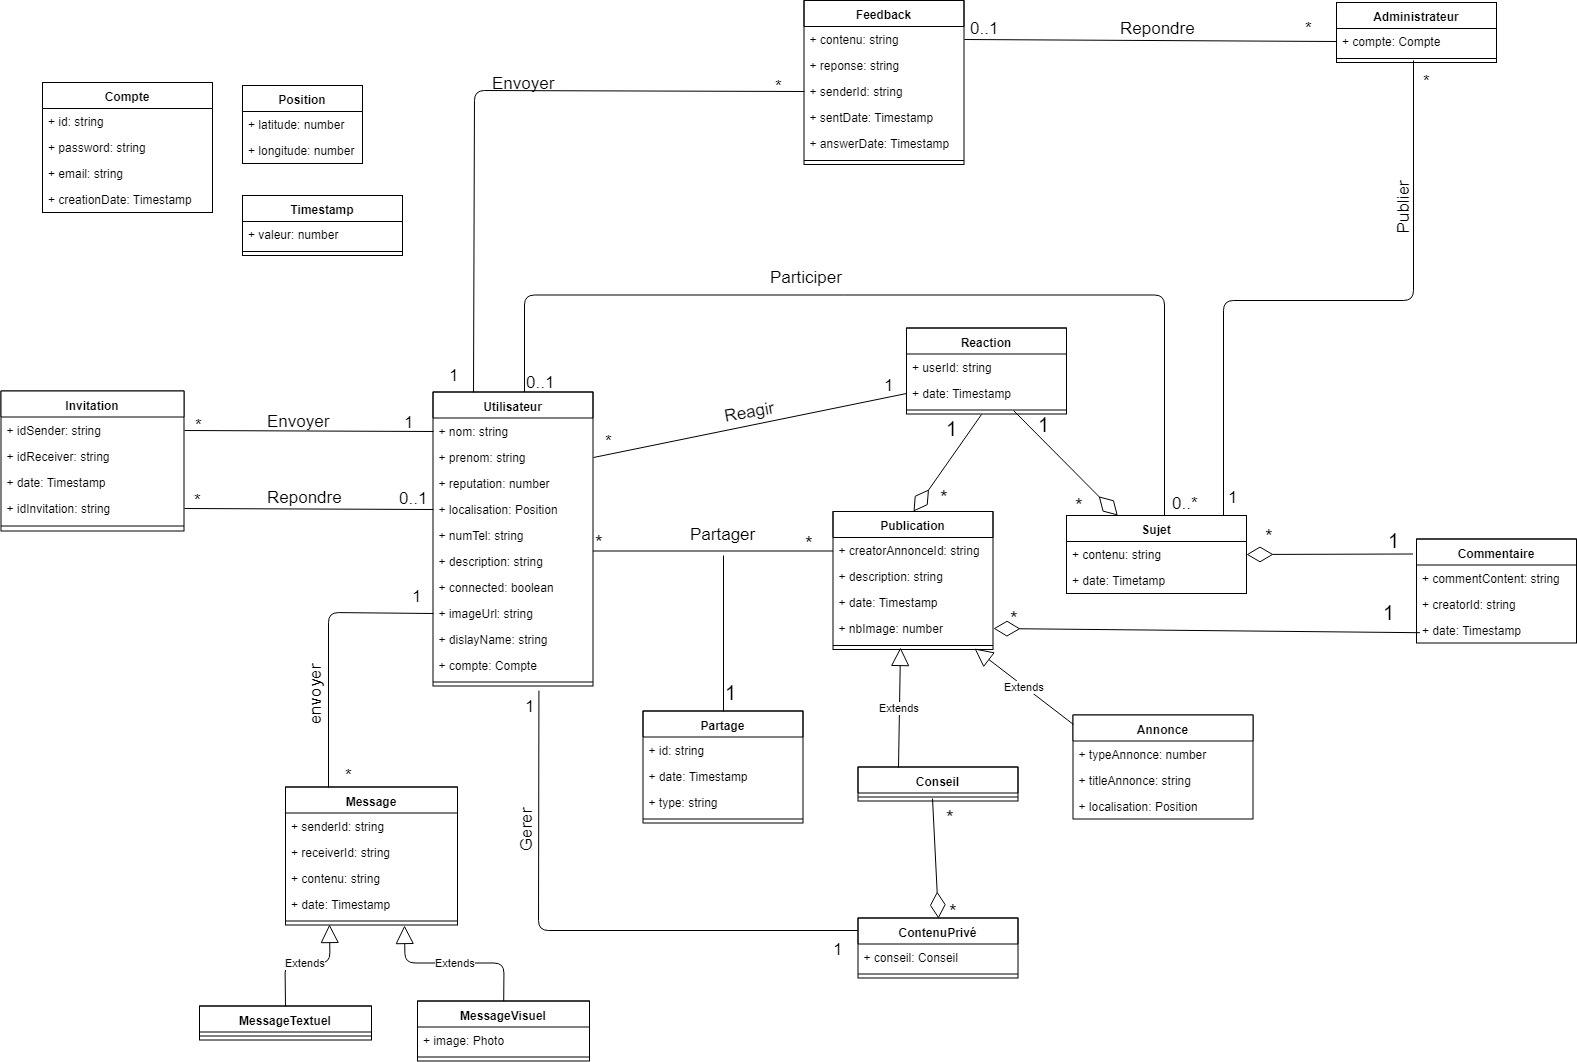 Feedback
+ contenu: string
+ reponse: string
+ senderId: string
+ sentDate: Timestamp
+ answerDate: Timestamp
0..1
Repondre
*
Administrateur
+ compte: Compte
*
Publier
1
Compte
+ id: string
+ password: string
+ email: string
+ creationDate: Timestamp
Position
+ latitude: number
+ longitude: number
Timestamp
+ valeur: number
Envoyer
*
1
Participer
0..1
0..*
Reaction
+ userId: string
+ date: Timestamp
1
Reagir
*
1
*
1
*
Invitation
+ idSender: string
+ idReceiver: string
+ date: Timestamp
+ idInvitation: string
*
Envoyer
1
*
Repondre
0..1
Utilisateur
+ nom: string
+ prenom: string
+ reputation: number
+ localisation: Position
+ numTel: string
+ description: string
+ connected: boolean
+ imageUrl: string
+ dislayName: string
+ compte: Compte
*
Partager
*
1
Publication
+ creatorAnnonceId: string
+ description: string
+ date: Timestamp
+ nbImage: number
Sujet
+ contenu: string
+ date: Timetamp
*
1
*
1
Commentaire
+ commentContent: string
+ creatorId: string
+ date: Timestamp
Extends
Extends
Partage
+ id: string
+ date: Timestamp
+ type: string
Annonce
+ typeAnnonce: number
+ titleAnnonce: string
+ localisation: Position
Conseil
*
*
1
envoyer
*
1
Gerer
1
Message
+ senderId: string
+ receiverId: string
+ contenu: string
+ date: Timestamp
ContenuPrivé
+ conseil: Conseil
Extends
Extends
MessageTextuel
MessageVisuel
+ image: Photo